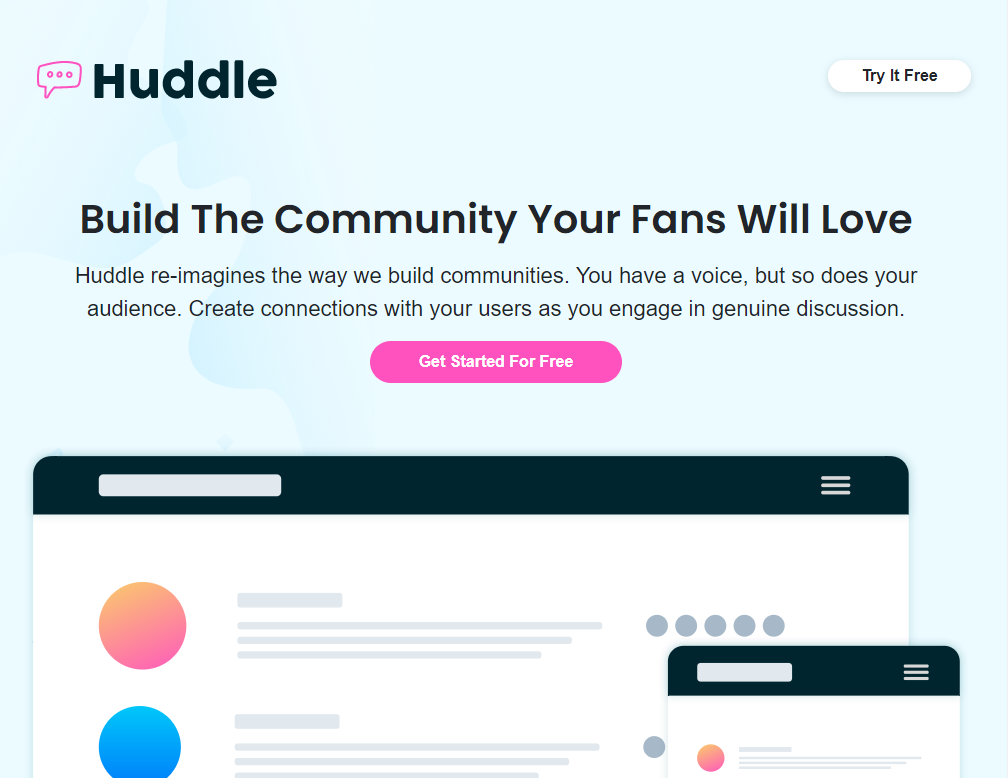 Huddle
Try It Free
Build The Community Your Fans Will Love
Huddle re-imagines the way we build communities. You have a voice, but so does your
audience. Create connections with your users as you engage in genuine discussion.
Get Started For Free